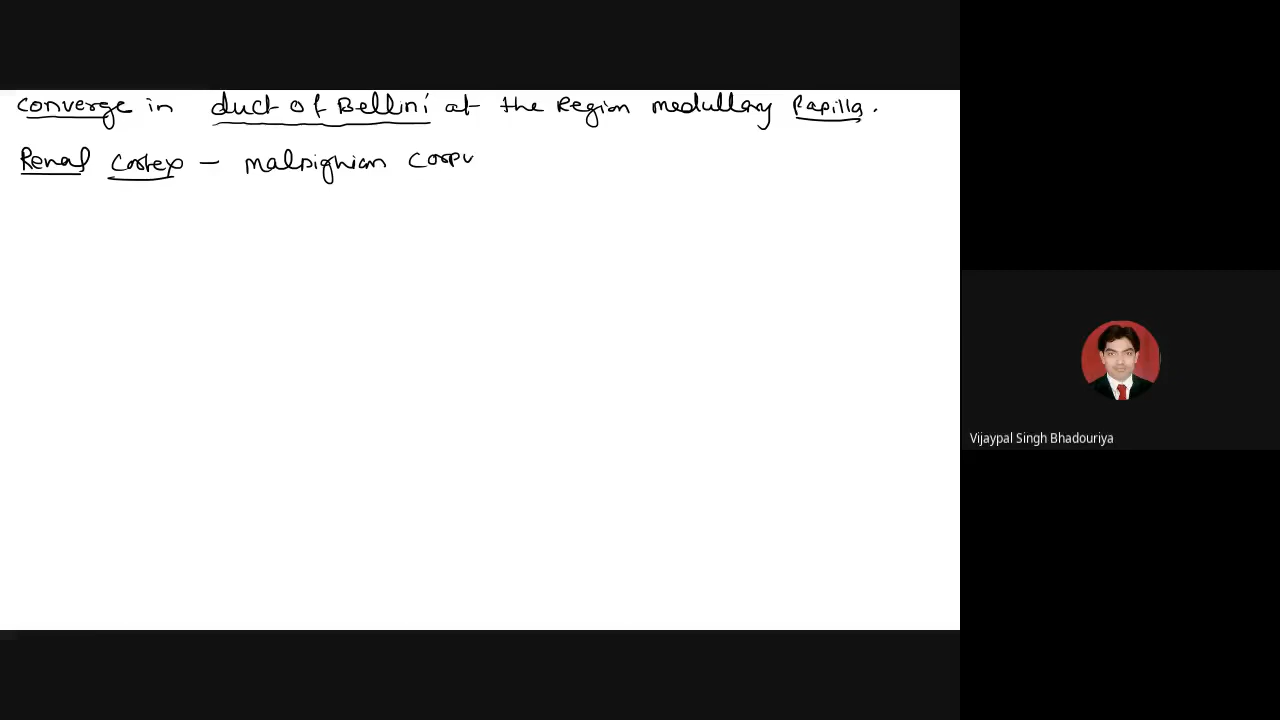 converge in duct of Bellini at the Region medullary Papilla.
Renal Cortex – malpighian Corpu
Vijaypal Singh Bhadouriya